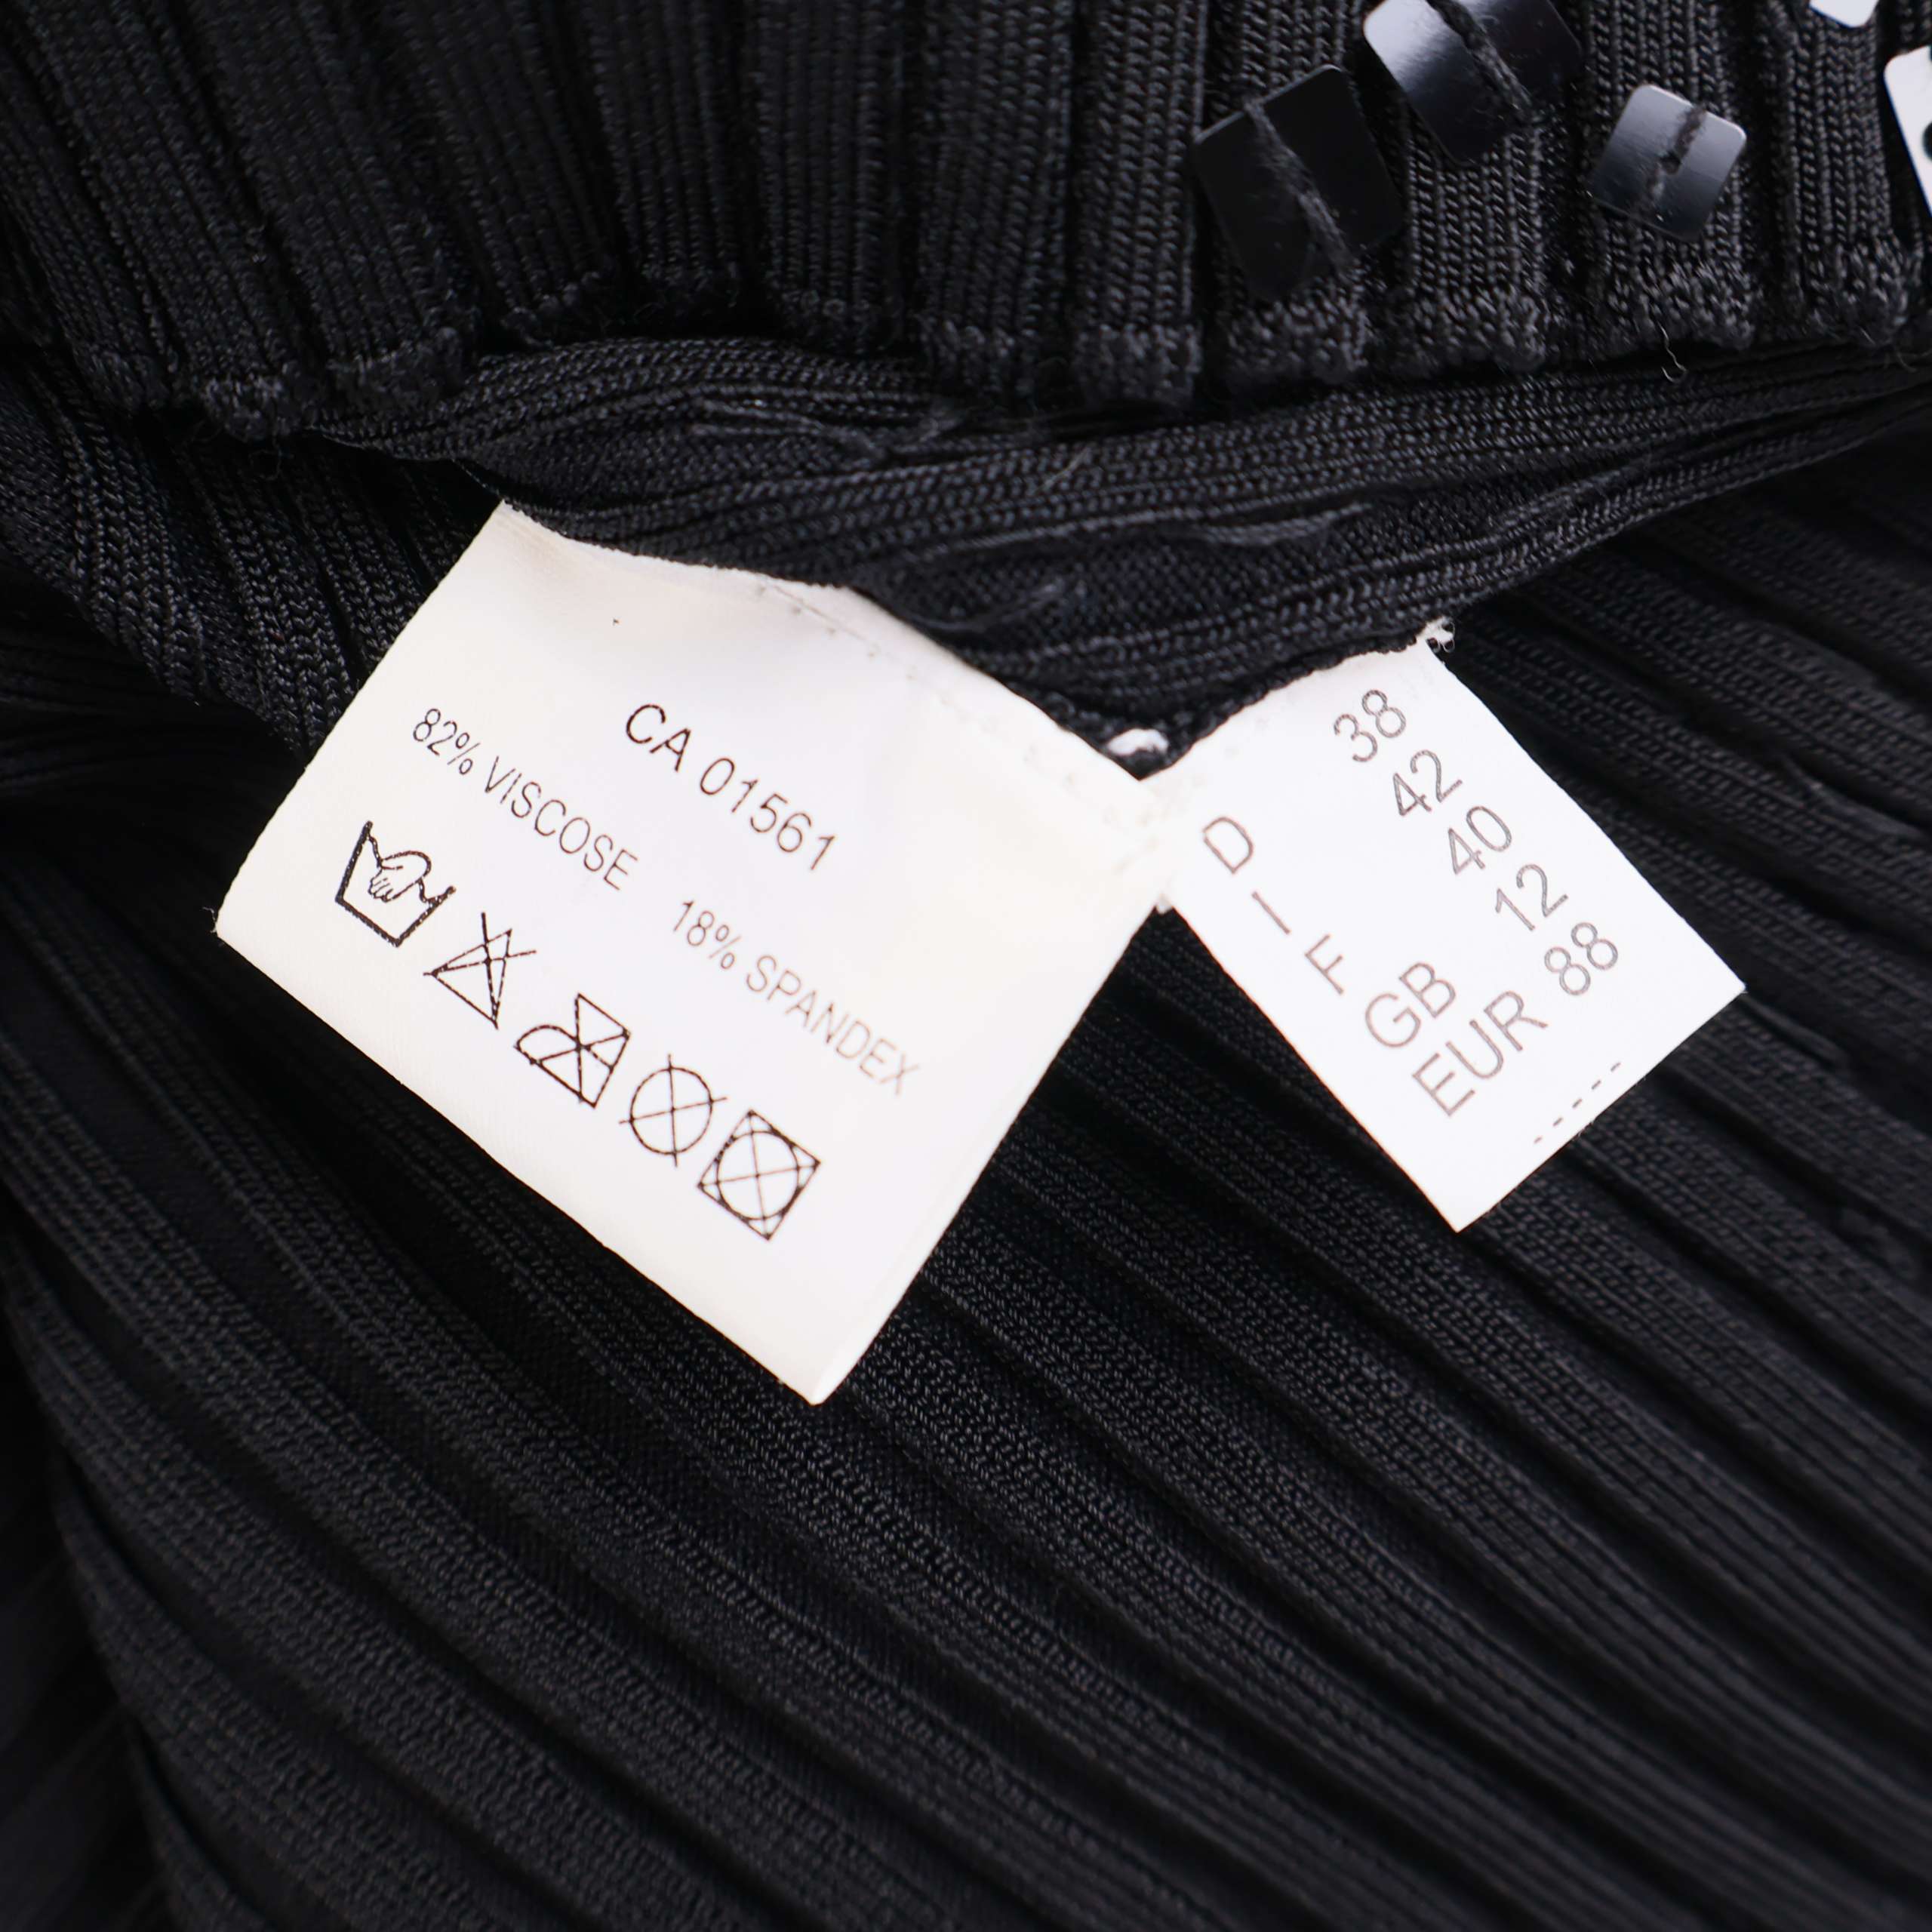 CA 01561
82% VISCOSE 18% SPANDEX
D 38
I 42
F 40
GB 12
EUR 88